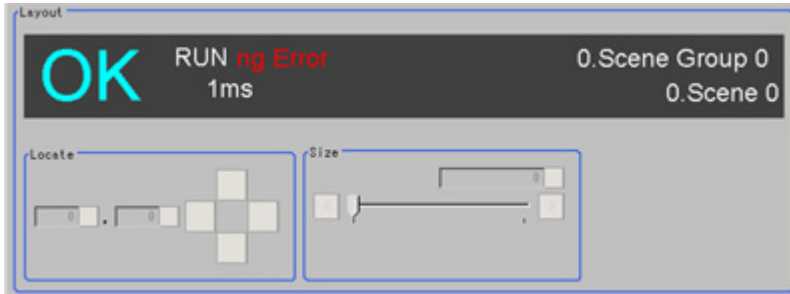 Layout
OK
RUN ng Error
1ms
0.Scene Group 0
0.Scene 0
Locate
0 . 0
Size
0
< >